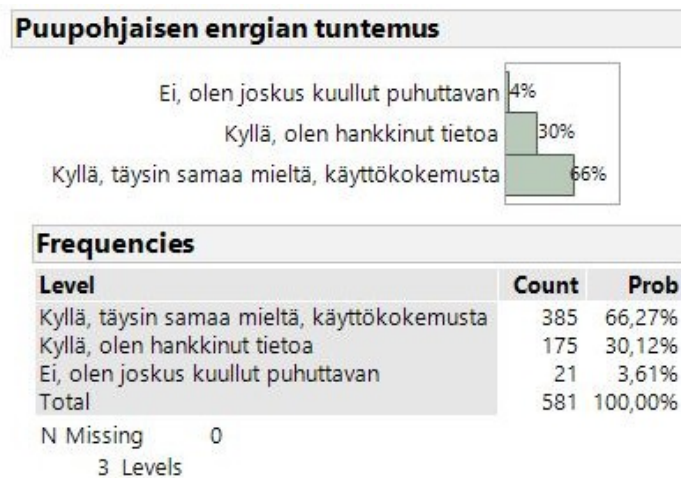 Puupohjaisen enrgian tuntemus
Ei, olen joskus kuullut puhuttavan 4%
Kyllä, olen hankkinut tietoa 30%
Kyllä, täysin samaa mieltä, käyttökokemusta 66%
Frequencies
Level Count Prob
Kyllä, täysin samaa mieltä, käyttökokemusta 385 66,27%
Kyllä, olen hankkinut tietoa 175 30,12%
Ei, olen joskus kuullut puhuttavan 21 3,61%
Total 581 100,00%
N Missing 0
3 Levels